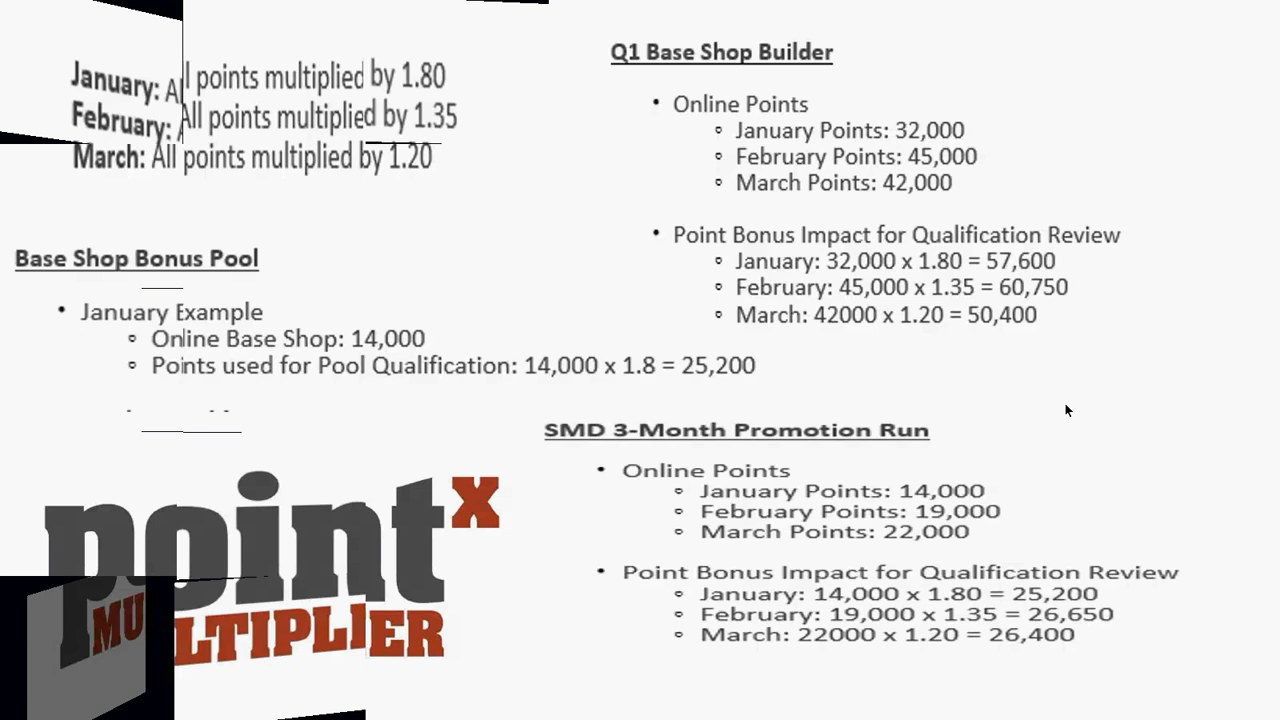 January: All points multiplied by 1.80
February: All points multiplied by 1.35
March: All points multiplied by 1.20
Base Shop Bonus Pool
• January Example
◦ Online Base Shop: 14,000
◦ Points used for Pool Qualification: 14,000 x 1.8 = 25,200
pointx
MULTIPLIER
Q1 Base Shop Builder
• Online Points
◦ January Points: 32,000
◦ February Points: 45,000
◦ March Points: 42,000
• Point Bonus Impact for Qualification Review
◦ January: 32,000 x 1.80 = 57,600
◦ February: 45,000 x 1.35 = 60,750
◦ March: 42000 x 1.20 = 50,400
SMD 3-Month Promotion Run
• Online Points
◦ January Points: 14,000
◦ February Points: 19,000
◦ March Points: 22,000
• Point Bonus Impact for Qualification Review
◦ January: 14,000 x 1.80 = 25,200
◦ February: 19,000 x 1.35 = 26,650
◦ March: 22000 x 1.20 = 26,400